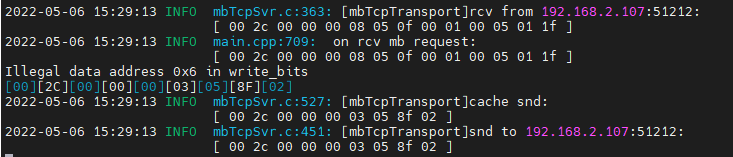 2022-05-06 15:29:13 INFO  mbTcpSvr.c:363: [mbTcpTransport]rcv from 192.168.2.107:51212:
[ 00 2c 00 00 00 08 05 0f 00 01 00 05 01 1f ]
2022-05-06 15:29:13 INFO  main.cpp:709:  on rcv mb request:
[ 00 2c 00 00 00 08 05 0f 00 01 00 05 01 1f ]
Illegal data address 0x6 in write_bits
[00][2C][00][00][00][03][05][8F][02]
2022-05-06 15:29:13 INFO  mbTcpSvr.c:527: [mbTcpTransport]cache snd:
[ 00 2c 00 00 00 03 05 8f 02 ]
2022-05-06 15:29:13 INFO  mbTcpSvr.c:451: [mbTcpTransport]snd to 192.168.2.107:51212:
[ 00 2c 00 00 00 03 05 8f 02 ]